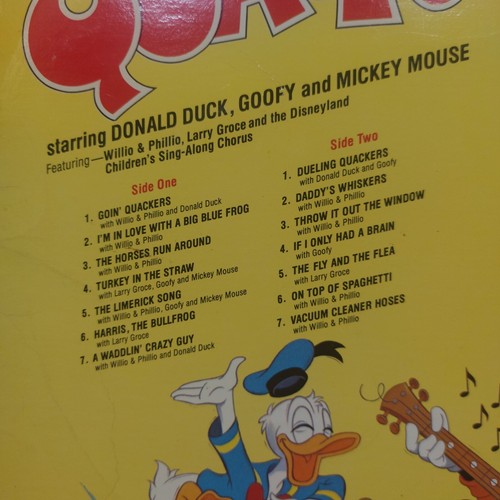 starring DONALD DUCK, GOOFY and MICKEY MOUSE
Featuring—Willio & Phillio, Larry Groce and the Disneyland
Children's Sing-Along Chorus
Side One
1. GOIN' QUACKERS
with Willio & Phillio and Donald Duck
2. I'M IN LOVE WITH A BIG BLUE FROG
with Willio & Phillio
3. THE HORSES RUN AROUND
with Willio & Phillio
4. TURKEY IN THE STRAW
with Larry Groce, Goofy and Mickey Mouse
5. THE LIMERICK SONG
with Willio & Phillio, Goofy and Mickey Mouse
6. HARRIS, THE BULLFROG
with Larry Groce
7. A WADDLIN' CRAZY GUY
with Willio & Phillio and Donald Duck
Side Two
1. DUELING QUACKERS
with Donald Duck and Goofy
2. DADDY'S WHISKERS
with Willio & Phillio
3. THROW IT OUT THE WINDOW
with Willio & Phillio
4. IF I ONLY HAD A BRAIN
with Goofy
5. THE FLY AND THE FLEA
with Larry Groce
6. ON TOP OF SPAGHETTI
with Willio & Phillio
7. VACUUM CLEANER HOSES
with Willio & Phillio